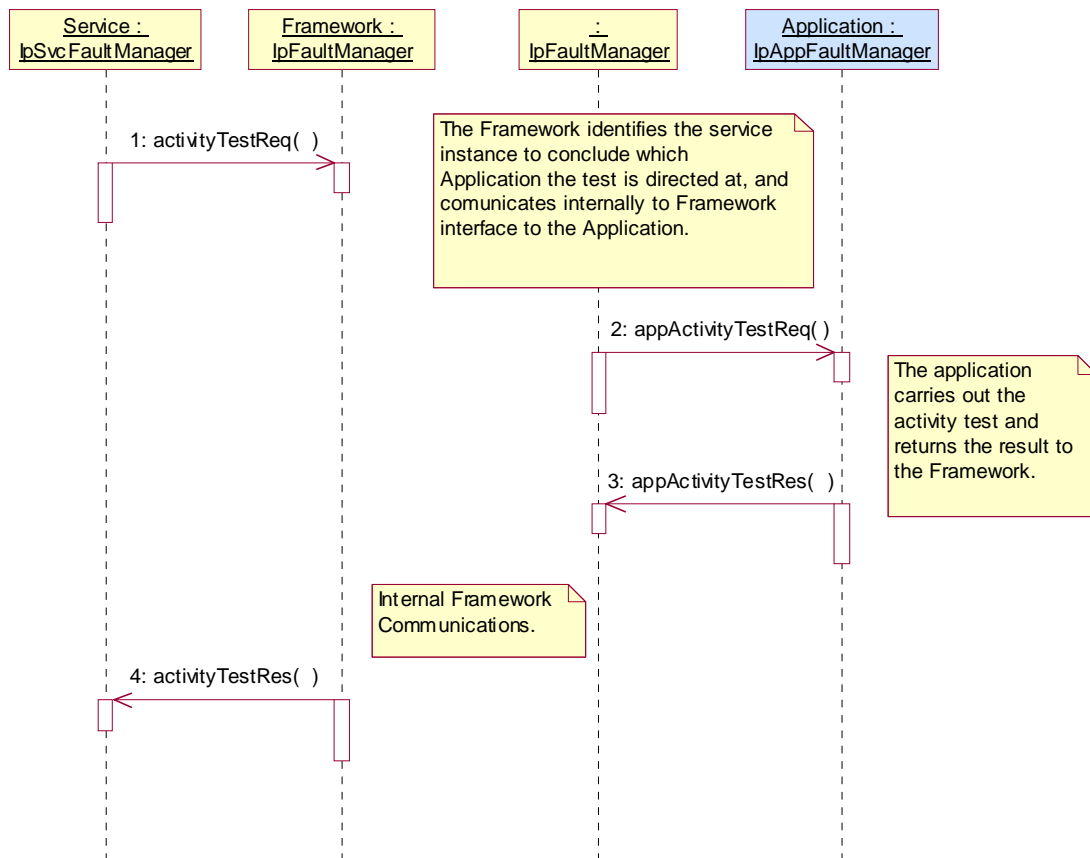 Service :
IpSvcFaultManager
Framework :
IpFaultManager
:
IpFaultManager
Application :
IpAppFaultManager
1: activityTestReq( )
The Framework identifies the service
instance to conclude which
Application the test is directed at, and
comunicates internally to Framework
interface to the Application.
2: appActivityTestReq( )
The application
carries out the
activity test and
returns the result to
the Framework.
3: appActivityTestRes( )
Internal Framework
Communications.
4: activityTestRes( )